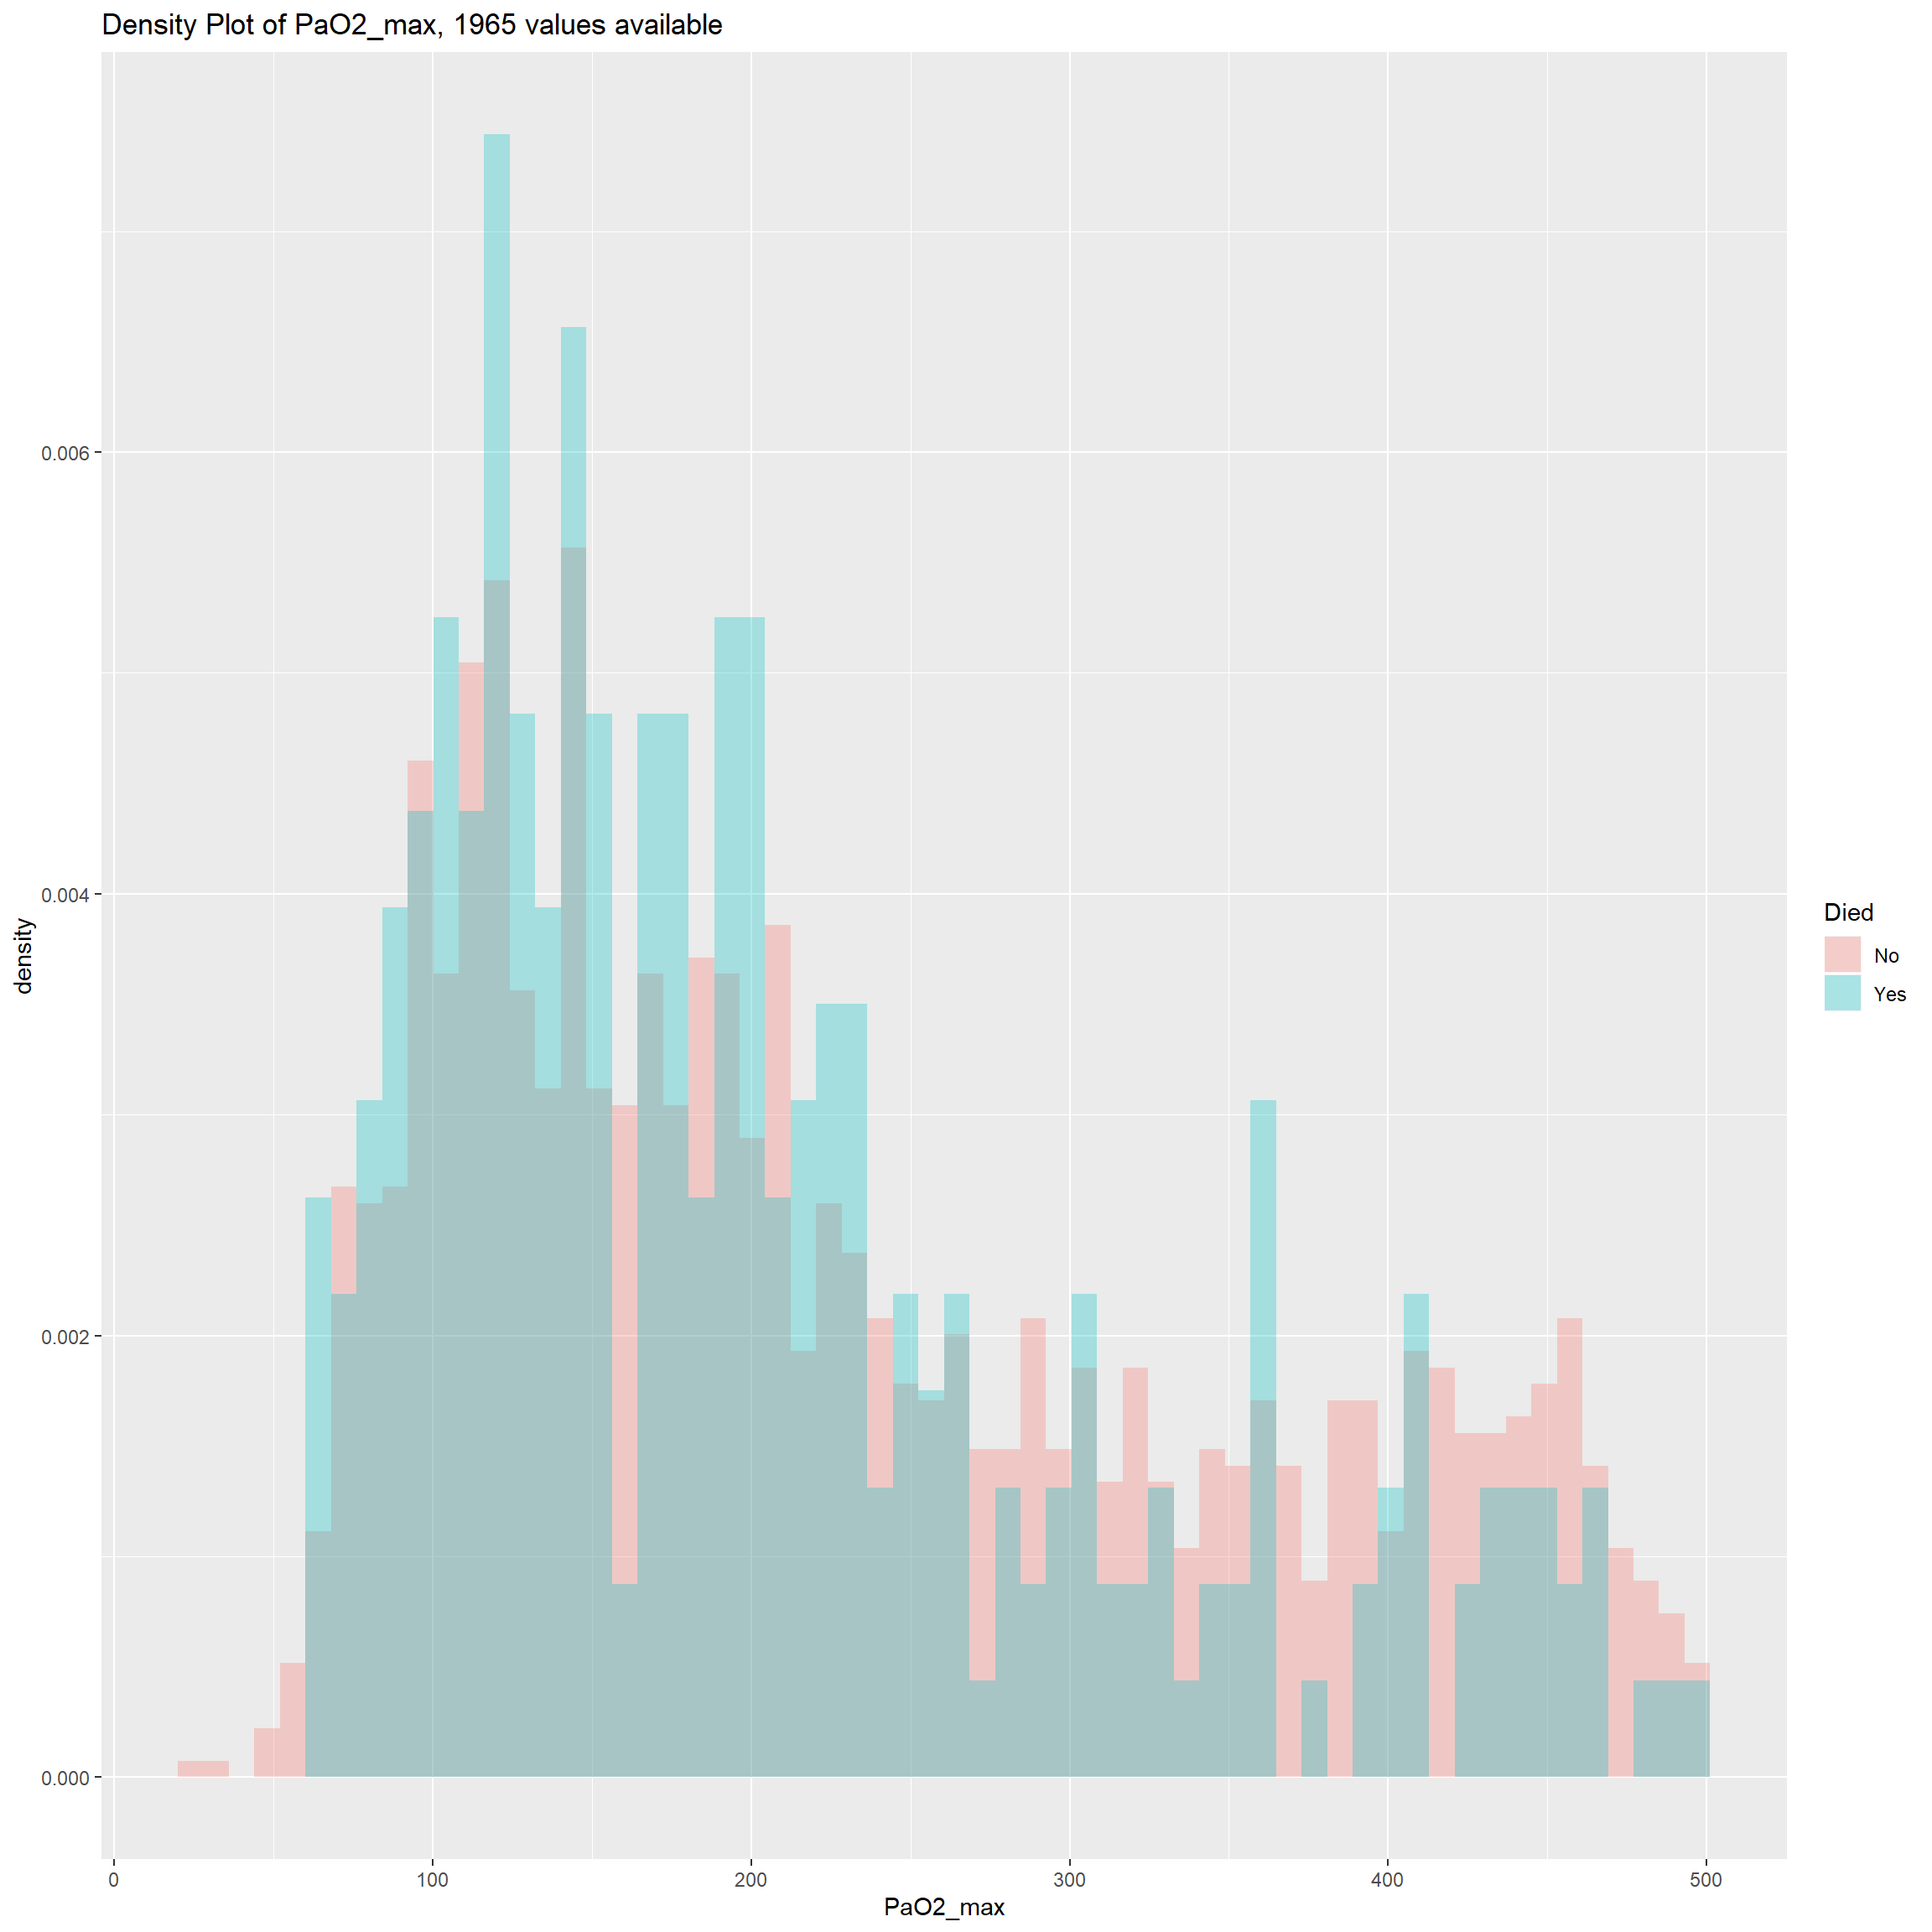 Density Plot of PaO2_max, 1965 values available
0.006
0.004
0.002
0.000
density
0 100 200 300 400 500
PaO2_max
Died
No
Yes